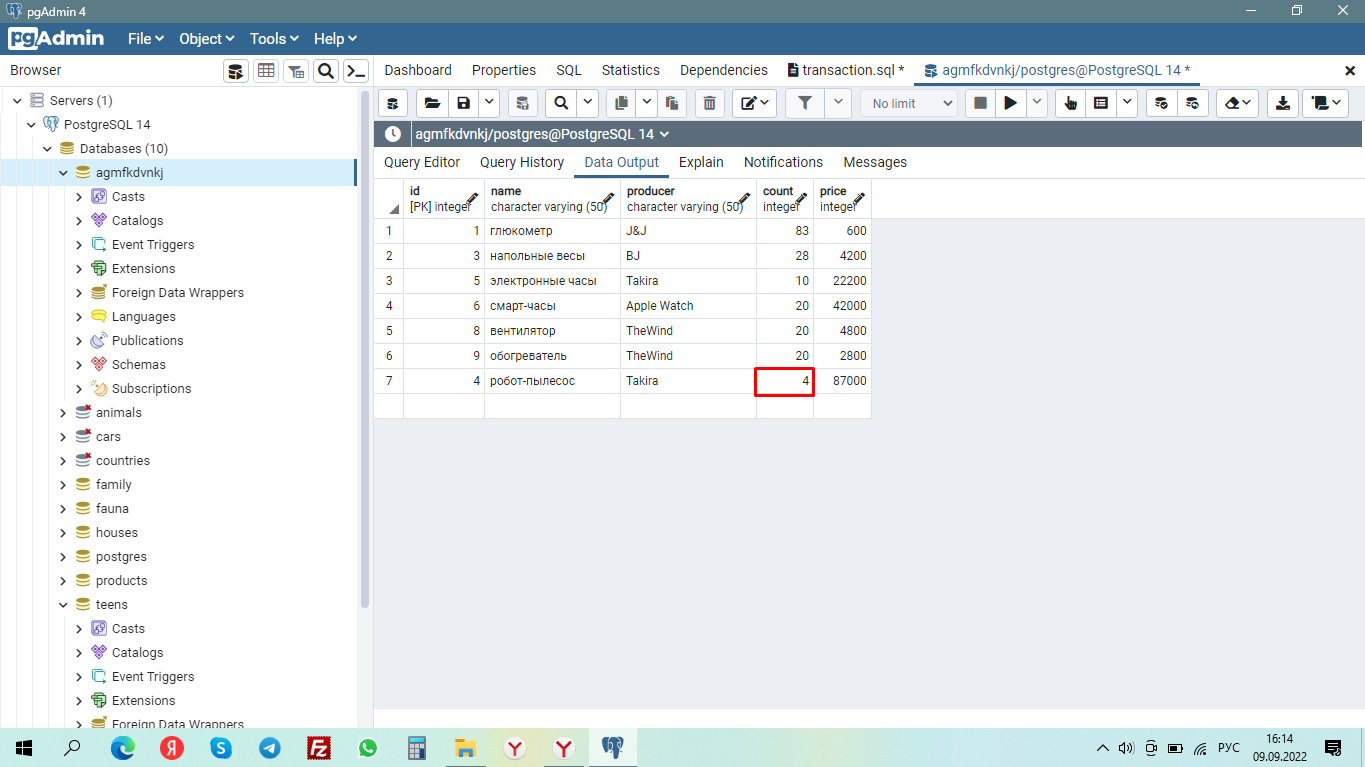 pgAdmin 4
pgAdmin File Object Tools Help
Browser
Dashboard Properties SQL Statistics Dependencies transaction.sql * agmfkdvnkj/postgres@PostgreSQL 14 *
No limit
agmfkdvnkj/postgres@PostgreSQL 14
Query Editor Query History Data Output Explain Notifications Messages
id name producer count price
[PK] integer character varying (50) character varying (50) integer integer
1 1 глюкометр J&J 83 600
2 3 напольные весы BJ 28 4200
3 5 электронные часы Takira 10 22200
4 6 смарт-часы Apple Watch 20 42000
5 8 вентилятор TheWind 20 4800
6 9 обогреватель TheWind 20 2800
7 4 робот-пылесос Takira 4 87000
Servers (1)
PostgreSQL 14
Databases (10)
agmfkdvnkj
Casts
Catalogs
Event Triggers
Extensions
Foreign Data Wrappers
Languages
Publications
Schemas
Subscriptions
animals
cars
countries
family
fauna
houses
postgres
products
teens
Casts
Catalogs
Event Triggers
Extensions
Foreign Data Wrappers
РУС
16:14
09.09.2022